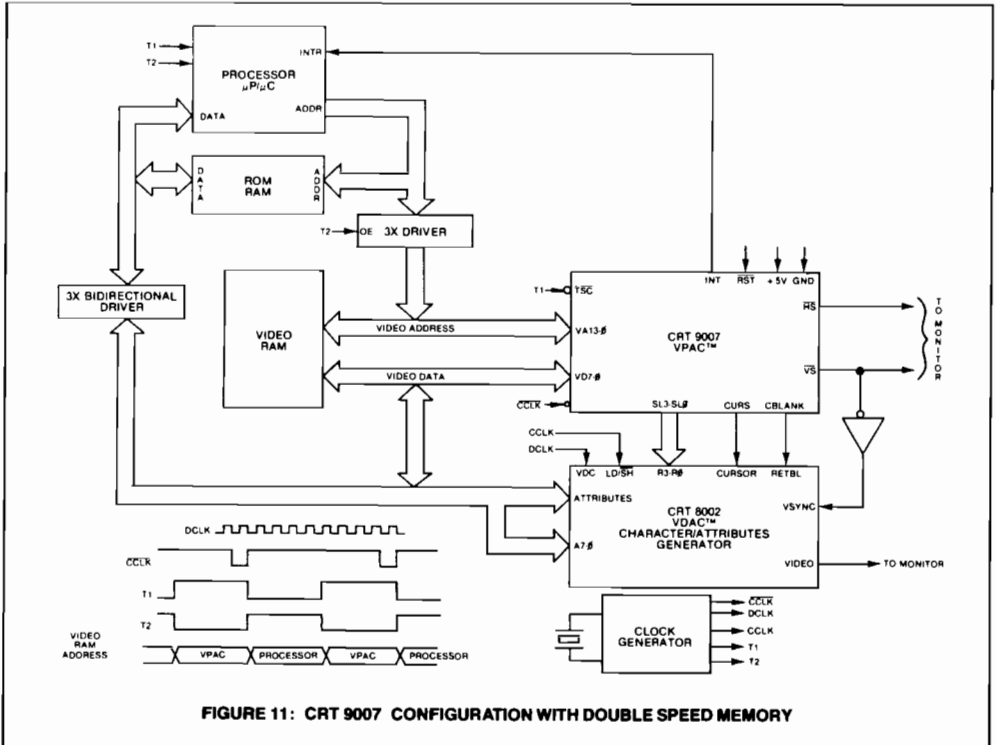 T1
T2
INTR
PROCESSOR
μP/μC
ADDR
DATA
DATA
ROM
RAM
ADDR
T2
OE
3X DRIVER
3X BIDIRECTIONAL
DRIVER
VIDEO
RAM
VIDEO ADDRESS
VIDEO DATA
T1
TSC
INT
RST
+5V
GND
HS
VA13-Ø
CRT 9007
VPAC™
VS
VD7-Ø
CCLK
SL3-SLØ
CURS
CBLANK
TO MONITOR
CCLK
DCLK
VDC
LD/SH
R3-RØ
CURSOR
RETBL
ATTRIBUTES
CRT 8002
VDAC™
CHARACTER/ATTRIBUTES
GENERATOR
VSYNC
A7-Ø
VIDEO
TO MONITOR
DCLK
CCLK
T1
T2
VIDEO
RAM
ADDRESS
VPAC
PROCESSOR
VPAC
PROCESSOR
CLOCK
GENERATOR
CCLK
DCLK
CCLK
T1
T2
FIGURE 11: CRT 9007 CONFIGURATION WITH DOUBLE SPEED MEMORY